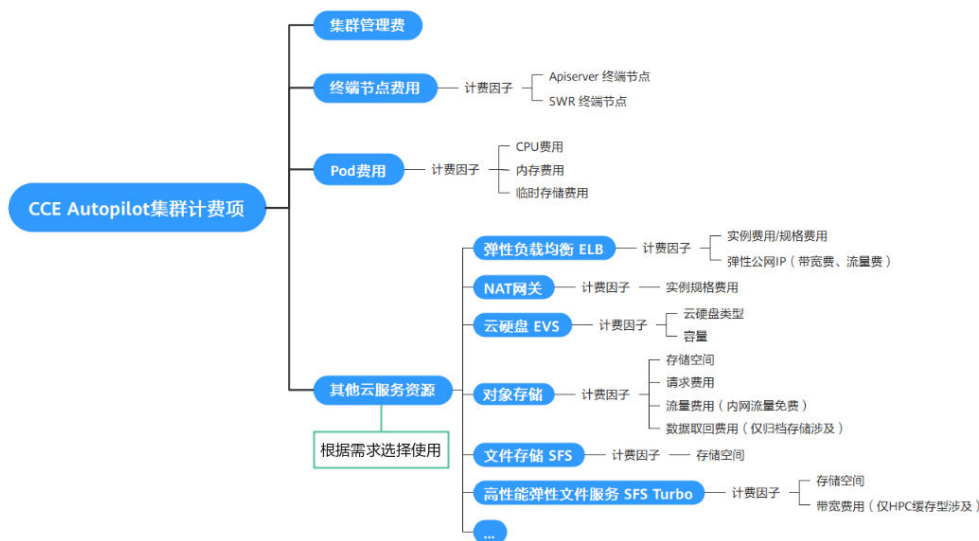 集群管理费
终端节点费用
计费因子
Apiserver 终端节点
SWR 终端节点
Pod费用
计费因子
CPU费用
内存费用
临时存储费用
CCE Autopilot集群计费项
其他云服务资源
根据需求选择使用
弹性负载均衡 ELB
计费因子
实例费用/规格费用
弹性公网IP（带宽费、流量费）
NAT网关
计费因子
实例规格费用
云硬盘 EVS
计费因子
云硬盘类型
容量
对象存储
计费因子
存储空间
请求费用
流量费用（内网流量免费）
数据取回费用（仅归档存储涉及）
文件存储 SFS
计费因子
存储空间
高性能弹性文件服务 SFS Turbo
计费因子
存储空间
带宽费用（仅HPC缓存型涉及）
...